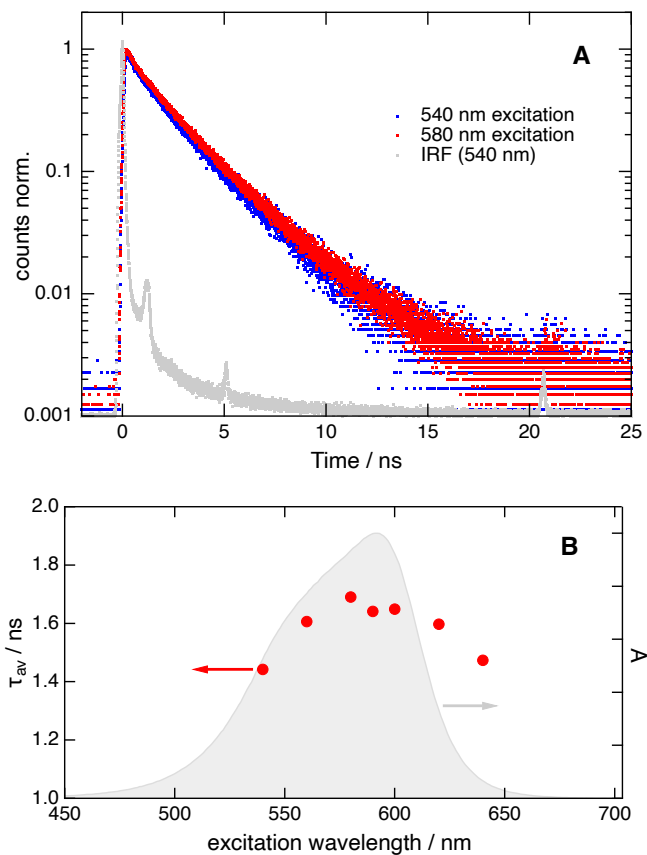 A
1
0.1
0.01
0.001
counts norm.
540 nm excitation
580 nm excitation
IRF (540 nm)
0 5 10 15 20 25
Time / ns
B
2.0
1.8
1.6
1.4
1.2
1.0
τav / ns
A
450 500 550 600 650 700
excitation wavelength / nm